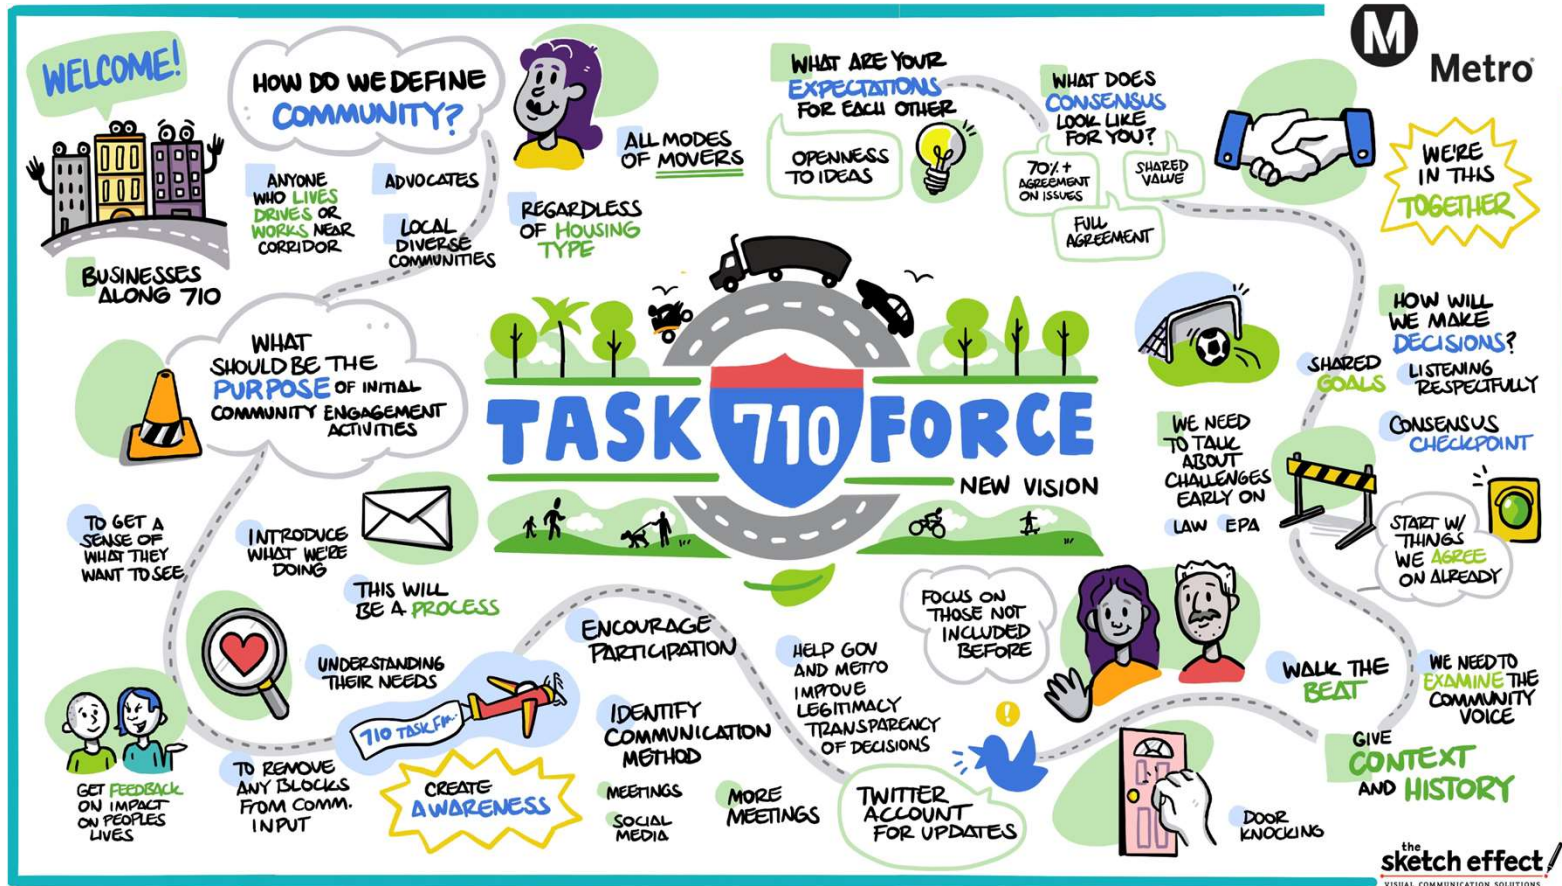 WELCOME!
BUSINESSES
ALONG 710
HOW DO WE DEFINE
COMMUNITY?
ANYONE
WHO LIVES
DRIVES OR
WORKS NEAR
CORRIDOR
ADVOCATES
LOCAL
DIVERSE
COMMUNITIES
ALL MODES
OF MOVERS
REGARDLESS
OF HOUSING
TYPE
WHAT ARE YOUR
EXPECTATIONS
FOR EACH OTHER
OPENNESS
TO IDEAS
WHAT DOES
CONSENSUS
LOOK LIKE
FOR YOU?
70%+
AGREEMENT
ON ISSUES
SHARED
VALUE
FULL
AGREEMENT
M
Metro
WE'RE
IN THIS
TOGETHER
WHAT
SHOULD BE THE
PURPOSE OF INITIAL
COMMUNITY ENGAGEMENT
ACTIVITIES
TASK 710 FORCE
NEW VISION
HOW WILL
WE MAKE
DECISIONS?
SHARED
GOALS
LISTENING
RESPECTFULLY
CONSENSUS
CHECKPOINT
WE NEED
TO TALK
ABOUT
CHALLENGES
EARLY ON
LAW EPA
START W/
THINGS
WE AGREE
ON ALREADY
TO GET A
SENSE OF
WHAT THEY
WANT TO SEE
INTRODUCE
WHAT WE'RE
DOING
THIS WILL
BE A PROCESS
UNDERSTANDING
THEIR NEEDS
GET FEEDBACK
ON IMPACT
ON PEOPLES
LIVES
TO REMOVE
ANY BLOCKS
FROM COMM.
INPUT
710 TASK
CREATE
AWARENESS
ENCOURAGE
PARTICIPATION
IDENTIFY
COMMUNICATION
METHOD
MEETINGS
SOCIAL
MEDIA
MORE
MEETINGS
HELP GOV
AND METRO
IMPROVE
LEGITIMACY
TRANSPARENCY
OF DECISIONS
FOCUS ON
THOSE NOT
INCLUDED
BEFORE
!
TWITTER
ACCOUNT
FOR UPDATES
DOOR
KNOCKING
WALK THE
BEAT
WE NEED TO
EXAMINE THE
COMMUNITY
VOICE
GIVE
CONTEXT
AND HISTORY
the
sketch effect
VISUAL COMMUNICATION SOLUTIONS